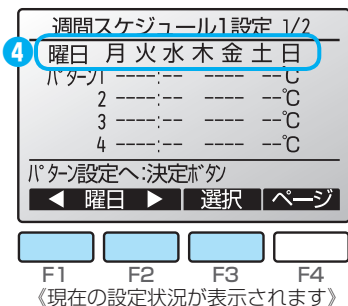 週間スケジュール1設定 1/2
4 曜日 月 火 水 木 金 土 日
パターン1 ----:-- ---- --℃
2 ----:-- ---- --℃
3 ----:-- ---- --℃
4 ----:-- ---- --℃
パターン設定へ:決定ボタン
◀ 曜日 ▶ 選択 ページ
F1 F2 F3 F4
《現在の設定状況が表示されます》